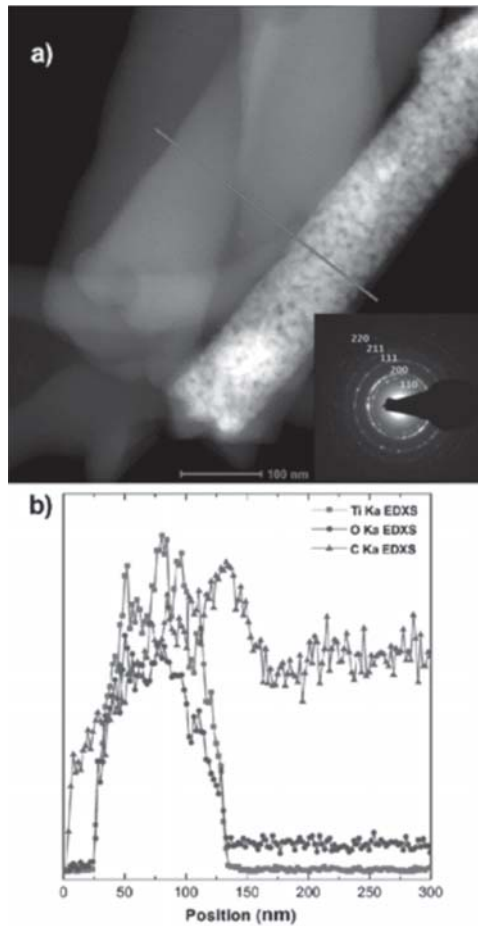 a)
220
211
111
200
110
100 nm
b)
Ti Ka EDXS
O Ka EDXS
C Ka EDXS
0 50 100 150 200 250 300
Position (nm)